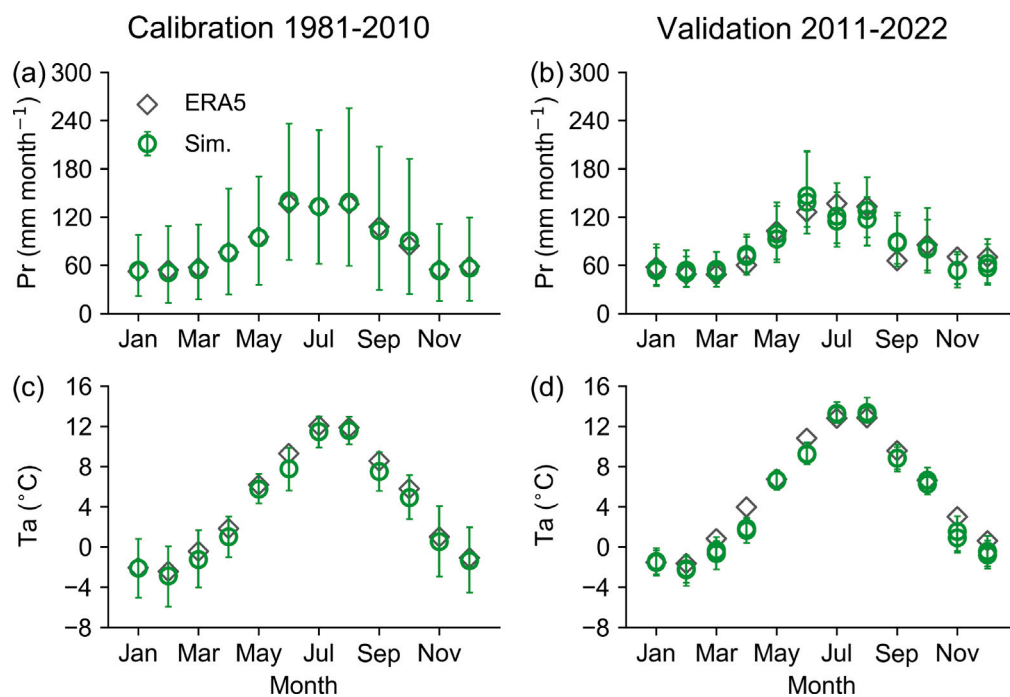 Calibration 1981-2010
Validation 2011-2022
(a)
300
240
180
120
60
0
Pr (mm month⁻¹)
ERA5
Sim.
Jan Mar May Jul Sep Nov
(b)
300
240
180
120
60
0
Pr (mm month⁻¹)
Jan Mar May Jul Sep Nov
(c)
16
12
8
4
0
−4
−8
Ta (°C)
Jan Mar May Jul Sep Nov
Month
(d)
16
12
8
4
0
−4
−8
Ta (°C)
Jan Mar May Jul Sep Nov
Month